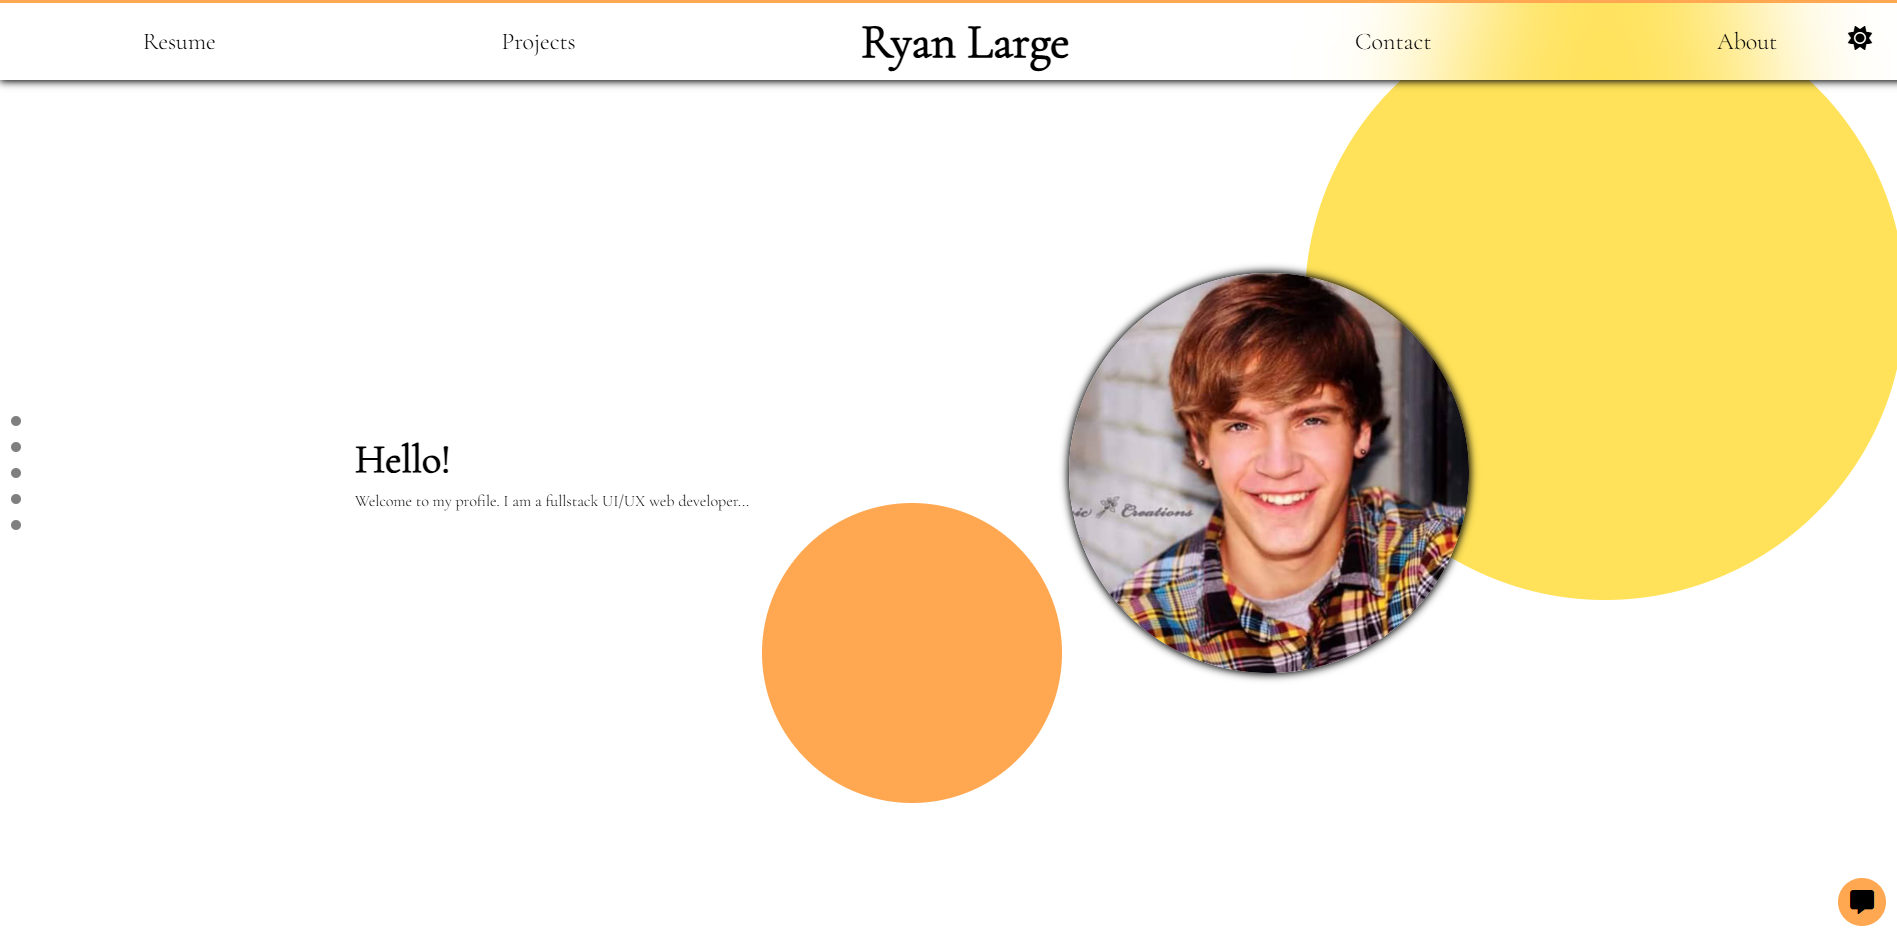 Resume
Projects
Ryan Large
Contact
About
Hello!
Welcome to my profile. I am a fullstack UI/UX web developer...
ic Creations